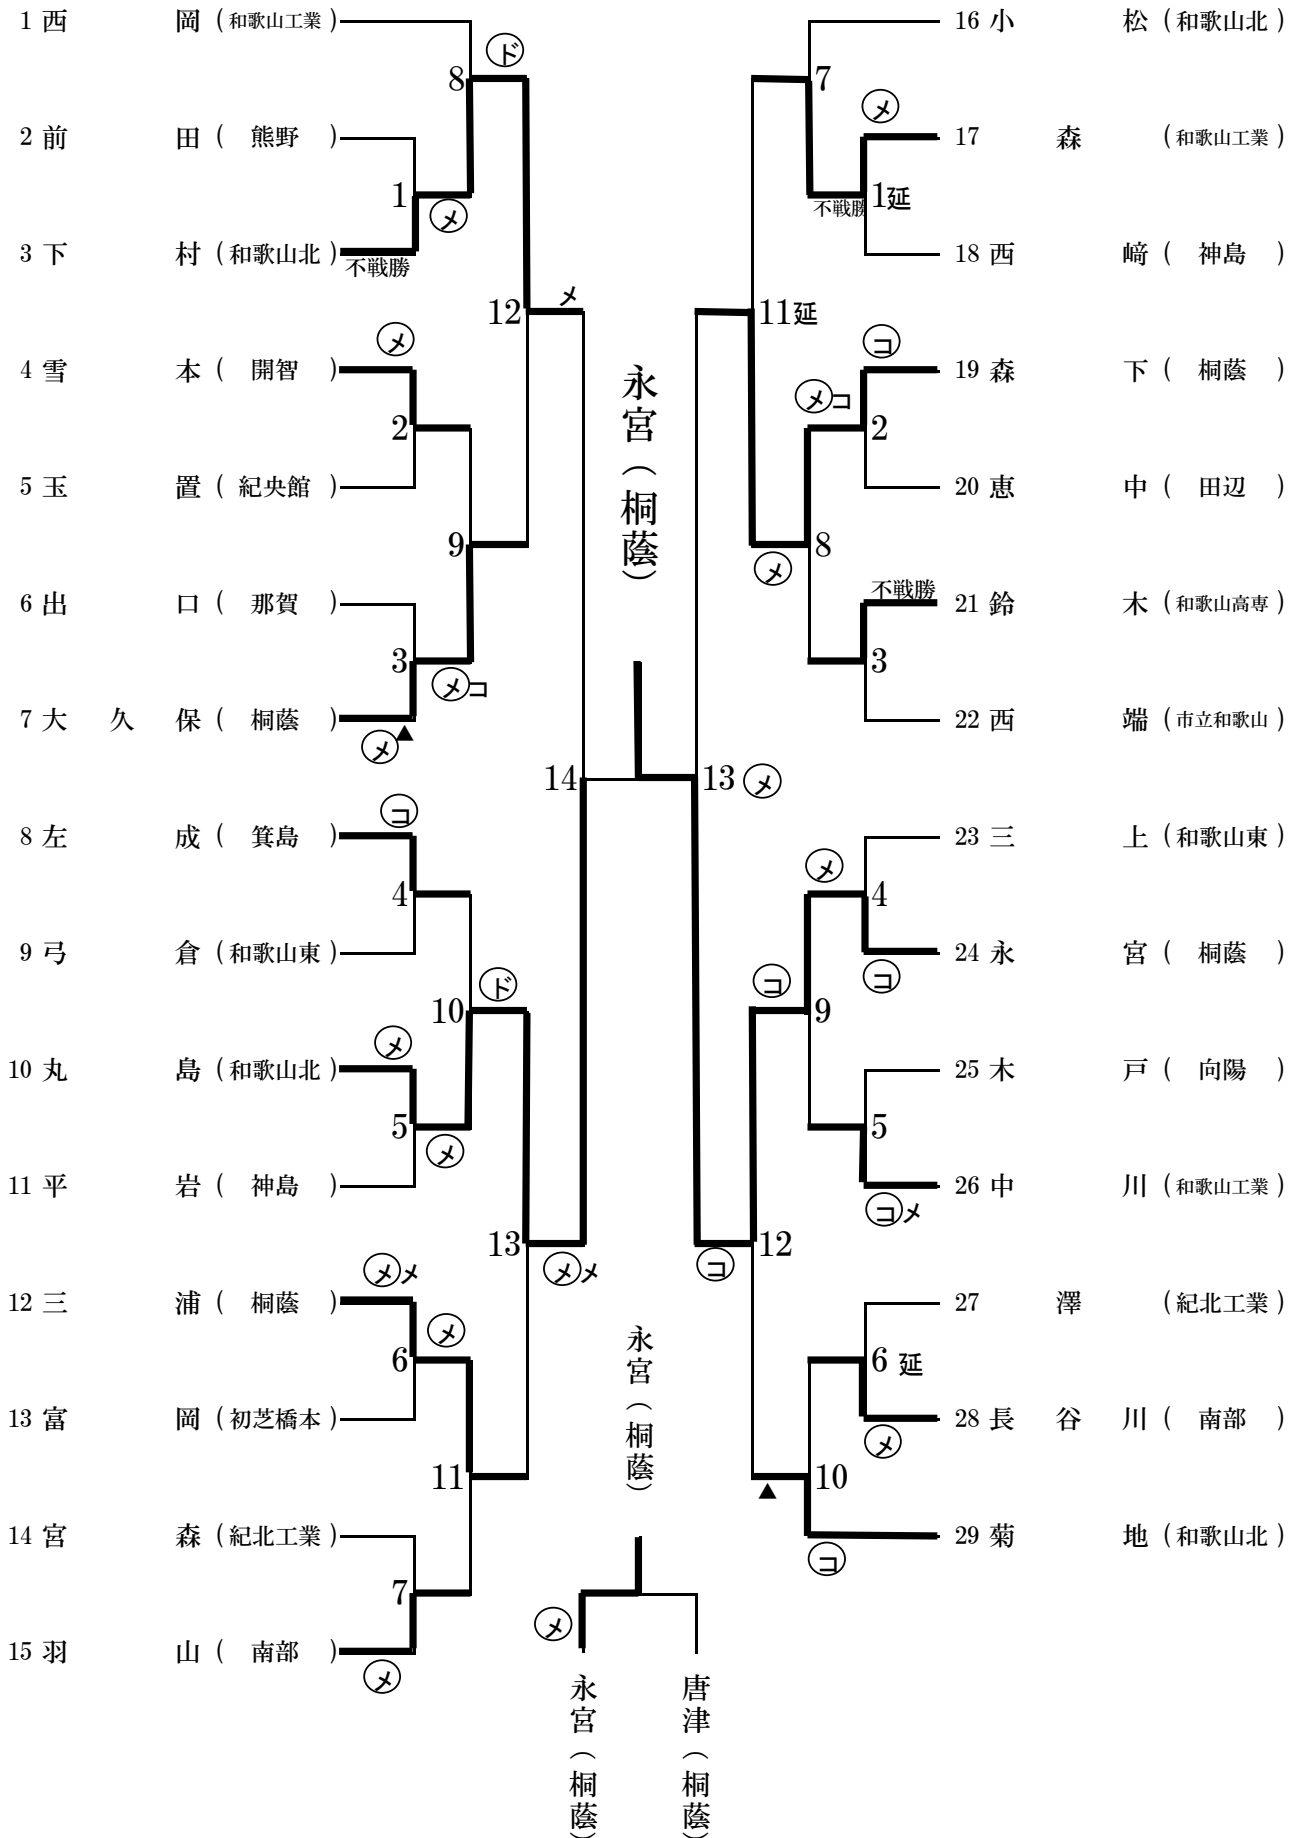 1 西岡（和歌山工業）
2 前田（熊野）
3 下村（和歌山北）
不戦勝
4 雪本（開智）
5 玉置（紀央館）
6 出口（那賀）
7 大久保（桐蔭）
8 左成（箕島）
9 弓倉（和歌山東）
10 丸島（和歌山北）
11 平岩（神島）
12 三浦（桐蔭）
13 富岡（初芝橋本）
14 宮森（紀北工業）
15 羽山（南部）
1
メ
2
メ
3
メコ
▲
メ
4
コ
5
メ
メ
6
メメ
メ
7
メ
8
ド
9
10
ド
11
12
メ
13
メメ
14
永宮（桐蔭）
16 小松（和歌山北）
17 森（和歌山工業）
18 西﨑（神島）
19 森下（桐蔭）
20 恵中（田辺）
21 鈴木（和歌山高専）
不戦勝
22 西端（市立和歌山）
23 三上（和歌山東）
24 永宮（桐蔭）
25 木戸（向陽）
26 中川（和歌山工業）
27 澤（紀北工業）
28 長谷川（南部）
29 菊地（和歌山北）
7
メ
1延
不戦勝
11延
コ
メコ
2
8
メ
3
13 メ
メ
4
コ
コ
9
5
コメ
12
コ
6 延
メ
10
▲
コ
永宮（桐蔭）
メ
永宮（桐蔭）
唐津（桐蔭）